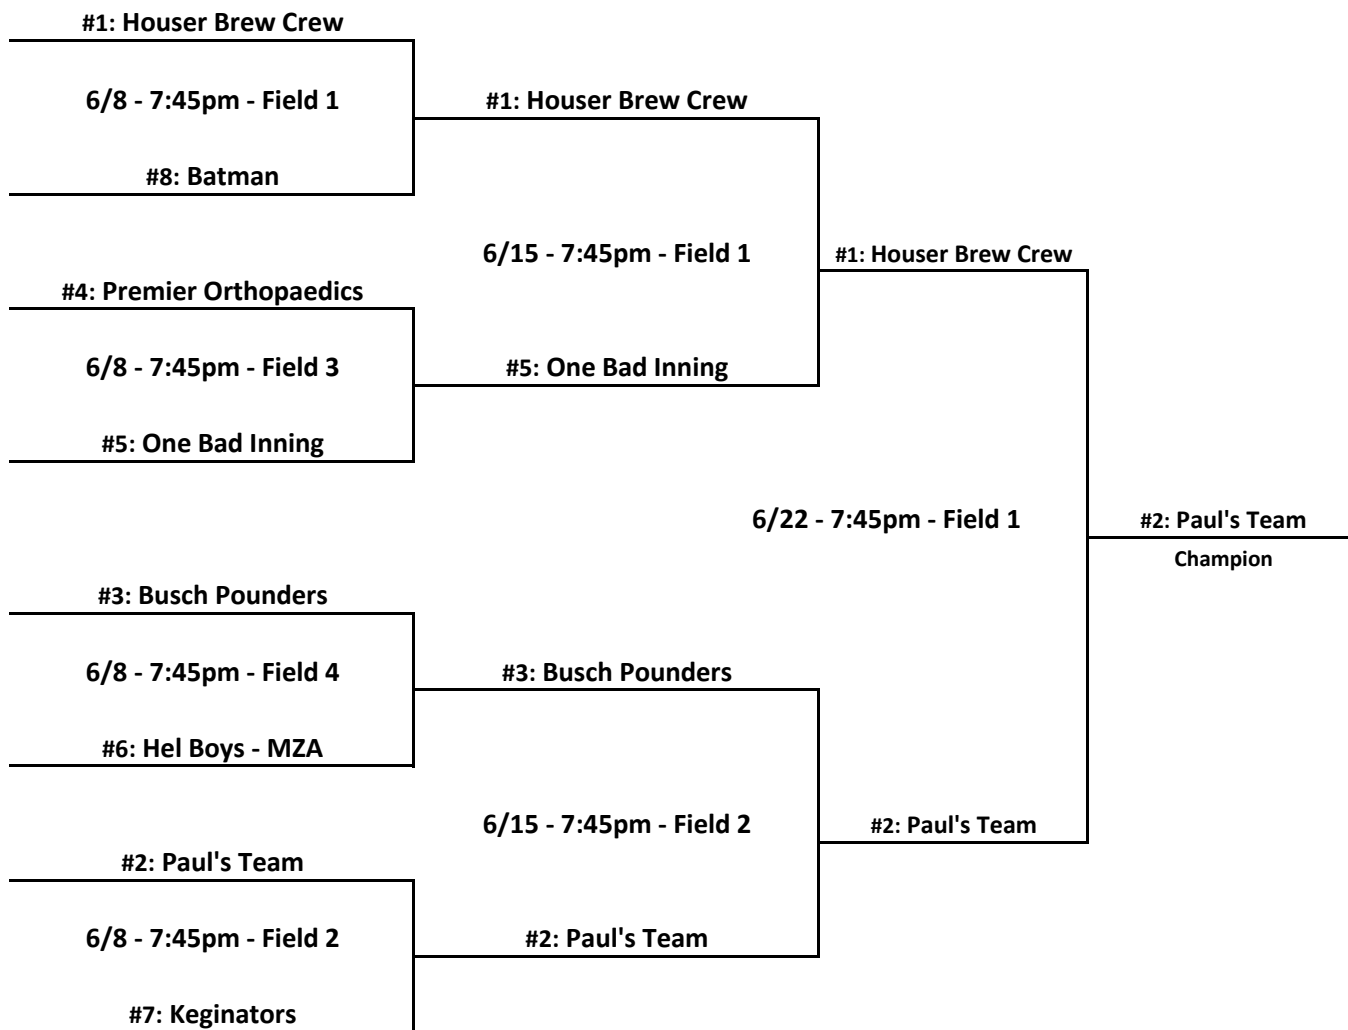 #1: Houser Brew Crew
6/8 - 7:45pm - Field 1
#1: Houser Brew Crew
#8: Batman
6/15 - 7:45pm - Field 1
#1: Houser Brew Crew
#4: Premier Orthopaedics
6/8 - 7:45pm - Field 3
#5: One Bad Inning
#5: One Bad Inning
6/22 - 7:45pm - Field 1
#2: Paul's Team
Champion
#3: Busch Pounders
6/8 - 7:45pm - Field 4
#3: Busch Pounders
#6: Hel Boys - MZA
6/15 - 7:45pm - Field 2
#2: Paul's Team
#2: Paul's Team
6/8 - 7:45pm - Field 2
#2: Paul's Team
#7: Keginators